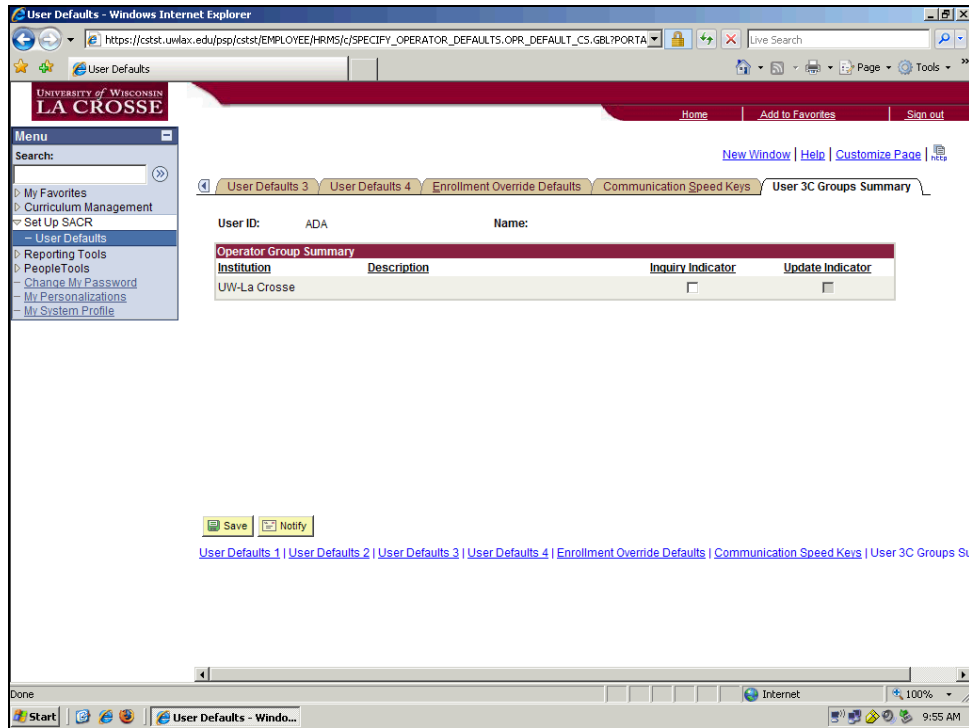 User Defaults - Windows Internet Explorer
https://cstst.uwlax.edu/psp/cstst/EMPLOYEE/HRMS/c/SPECIFY_OPERATOR_DEFAULTS.OPR_DEFAULT_CS.GBL?PORTA
Live Search
User Defaults
Page
Tools
UNIVERSITY of WISCONSIN
LA CROSSE
Home
Add to Favorites
Sign out
Menu
Search:
My Favorites
Curriculum Management
Set Up SACR
– User Defaults
Reporting Tools
PeopleTools
– Change My Password
– My Personalizations
– My System Profile
New Window | Help | Customize Page |
http
User Defaults 3
User Defaults 4
Enrollment Override Defaults
Communication Speed Keys
User 3C Groups Summary
User ID: ADA Name:
Operator Group Summary
Institution Description Inquiry Indicator Update Indicator
UW-La Crosse
Save
Notify
User Defaults 1 | User Defaults 2 | User Defaults 3 | User Defaults 4 | Enrollment Override Defaults | Communication Speed Keys | User 3C Groups Su
Done
Internet
100%
Start
User Defaults - Windo...
9:55 AM